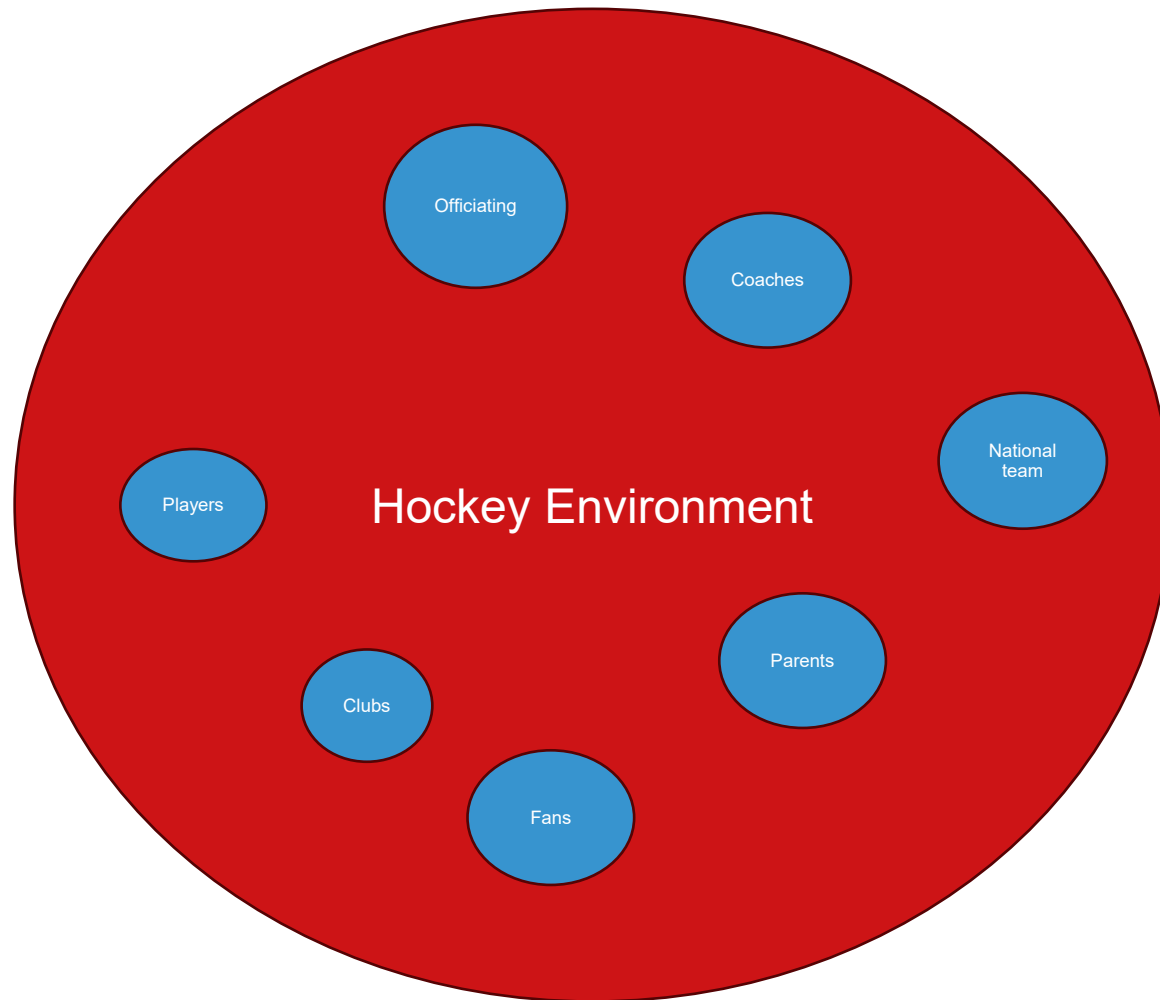 Officiating
Coaches
National
team
Players
Hockey Environment
Parents
Clubs
Fans